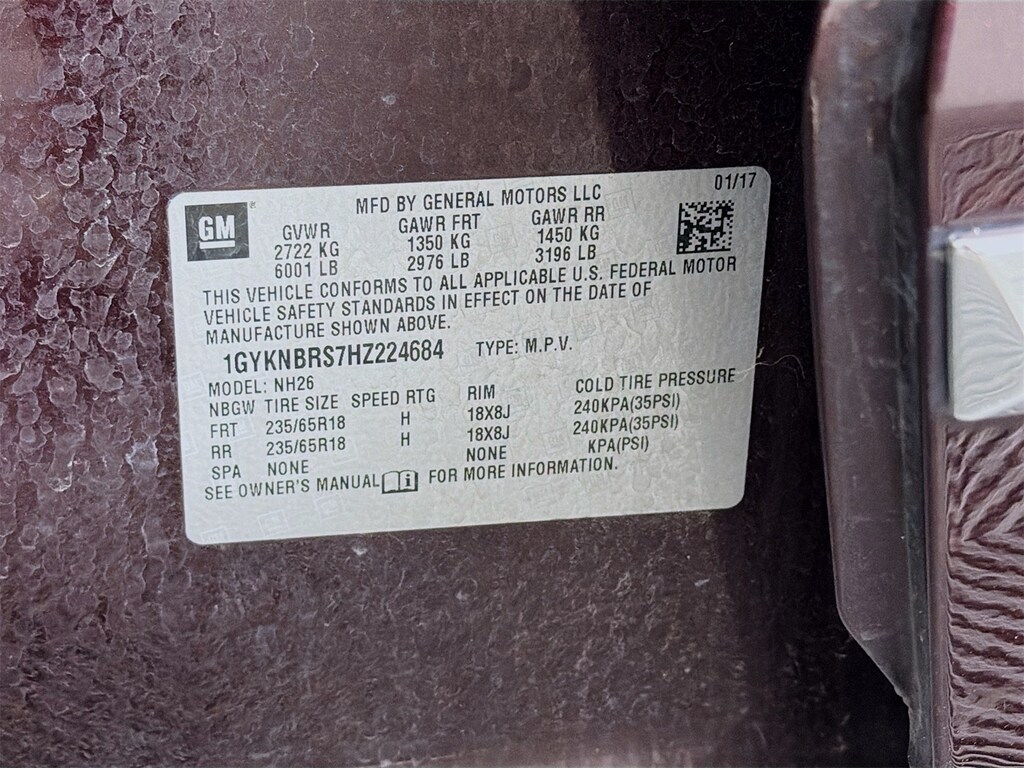 01/17
GM ® MFD BY GENERAL MOTORS LLC
GVWR GAWR FRT GAWR RR
2722 KG 1350 KG 1450 KG
6001 LB 2976 LB 3196 LB
THIS VEHICLE CONFORMS TO ALL APPLICABLE U.S. FEDERAL MOTOR
VEHICLE SAFETY STANDARDS IN EFFECT ON THE DATE OF
MANUFACTURE SHOWN ABOVE.
1GYKNBRS7HZ224684 TYPE: M.P.V.
MODEL: NH26
NBGW TIRE SIZE SPEED RTG RIM COLD TIRE PRESSURE
FRT 235/65R18 H 18X8J 240KPA(35PSI)
RR 235/65R18 H 18X8J 240KPA(35PSI)
SPA NONE NONE KPA(PSI)
SEE OWNER'S MANUAL i FOR MORE INFORMATION.